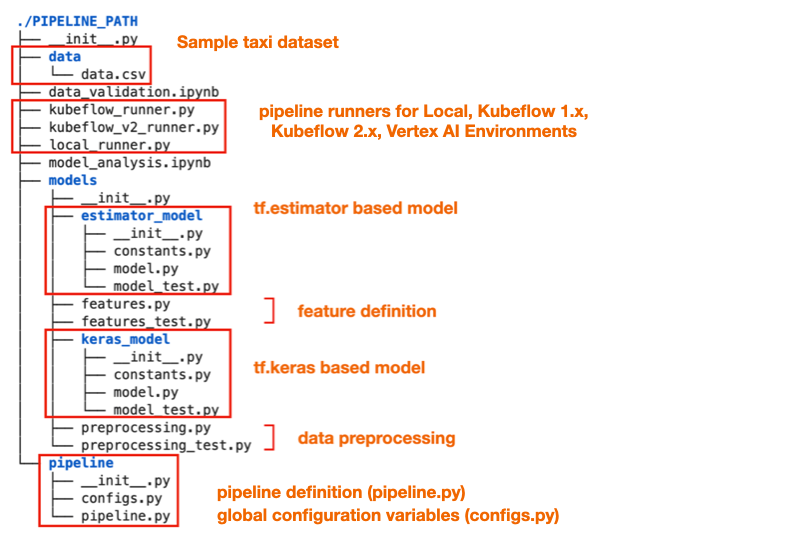 ./PIPELINE_PATH
├── __init__.py
Sample taxi dataset
├── data
│   └── data.csv
├── data_validation.ipynb
├── kubeflow_runner.py
pipeline runners for Local, Kubeflow 1.x,
├── kubeflow_v2_runner.py
Kubeflow 2.x, Vertex AI Environments
├── local_runner.py
├── model_analysis.ipynb
├── models
│   ├── __init__.py
│   ├── estimator_model
tf.estimator based model
│   │   ├── __init__.py
│   │   ├── constants.py
│   │   ├── model.py
│   │   └── model_test.py
│   ├── features.py
feature definition
│   ├── features_test.py
│   ├── keras_model
│   │   ├── __init__.py
tf.keras based model
│   │   ├── constants.py
│   │   ├── model.py
│   │   └── model_test.py
│   ├── preprocessing.py
data preprocessing
│   └── preprocessing_test.py
└── pipeline
    ├── __init__.py
    ├── configs.py
pipeline definition (pipeline.py)
    └── pipeline.py
global configuration variables (configs.py)